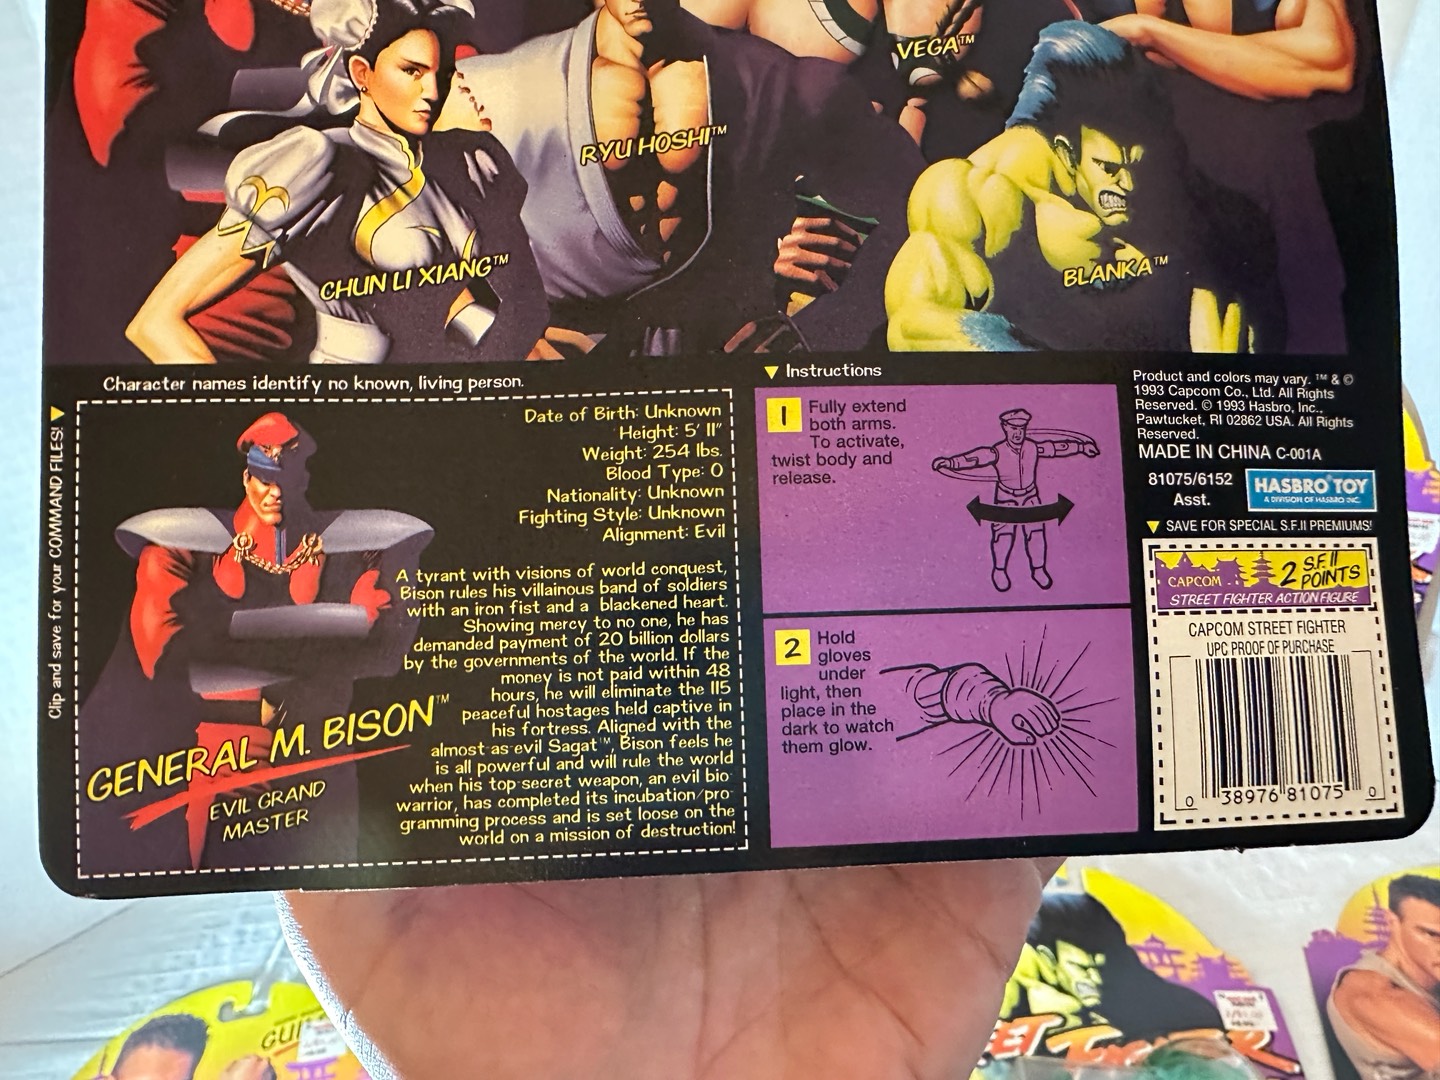 VEGA™
RYU HOSHI™
CHUN LI XIANG™
BLANKA™
Character names identify no known, living person.
Clip and save for your COMMAND FILES!
Date of Birth: Unknown
Height: 5' 11"
Weight: 254 lbs.
Blood Type: O
Nationality: Unknown
Fighting Style: Unknown
Alignment: Evil
A tyrant with visions of world conquest,
Bison rules his villainous band of soldiers
with an iron fist and a blackened heart.
Showing mercy to no one, he has
demanded payment of 20 billion dollars
by the governments of the world. If the
money is not paid within 48
hours, he will eliminate the 115
peaceful hostages held captive in
his fortress. Aligned with the
almost-as-evil Sagat™, Bison feels he
is all powerful and will rule the world
when his top-secret weapon, an evil bio-
warrior, has completed its incubation/pro-
gramming process and is set loose on the
world on a mission of destruction!
GENERAL M. BISON™
EVIL GRAND
MASTER
Instructions
1
Fully extend
both arms.
To activate,
twist body and
release.
2
Hold
gloves
under
light, then
place in the
dark to watch
them glow.
Product and colors may vary. ™ & ©
1993 Capcom Co., Ltd. All Rights
Reserved. © 1993 Hasbro, Inc.,
Pawtucket, RI 02862 USA. All Rights
Reserved.
MADE IN CHINA C-001A
81075/6152
Asst.
HASBRO® TOY
A DIVISION OF HASBRO INC.
SAVE FOR SPECIAL S.F.II PREMIUMS!
CAPCOM
2 S.F.II
POINTS
STREET FIGHTER ACTION FIGURE
CAPCOM STREET FIGHTER
UPC PROOF OF PURCHASE
0 38976 81075 0